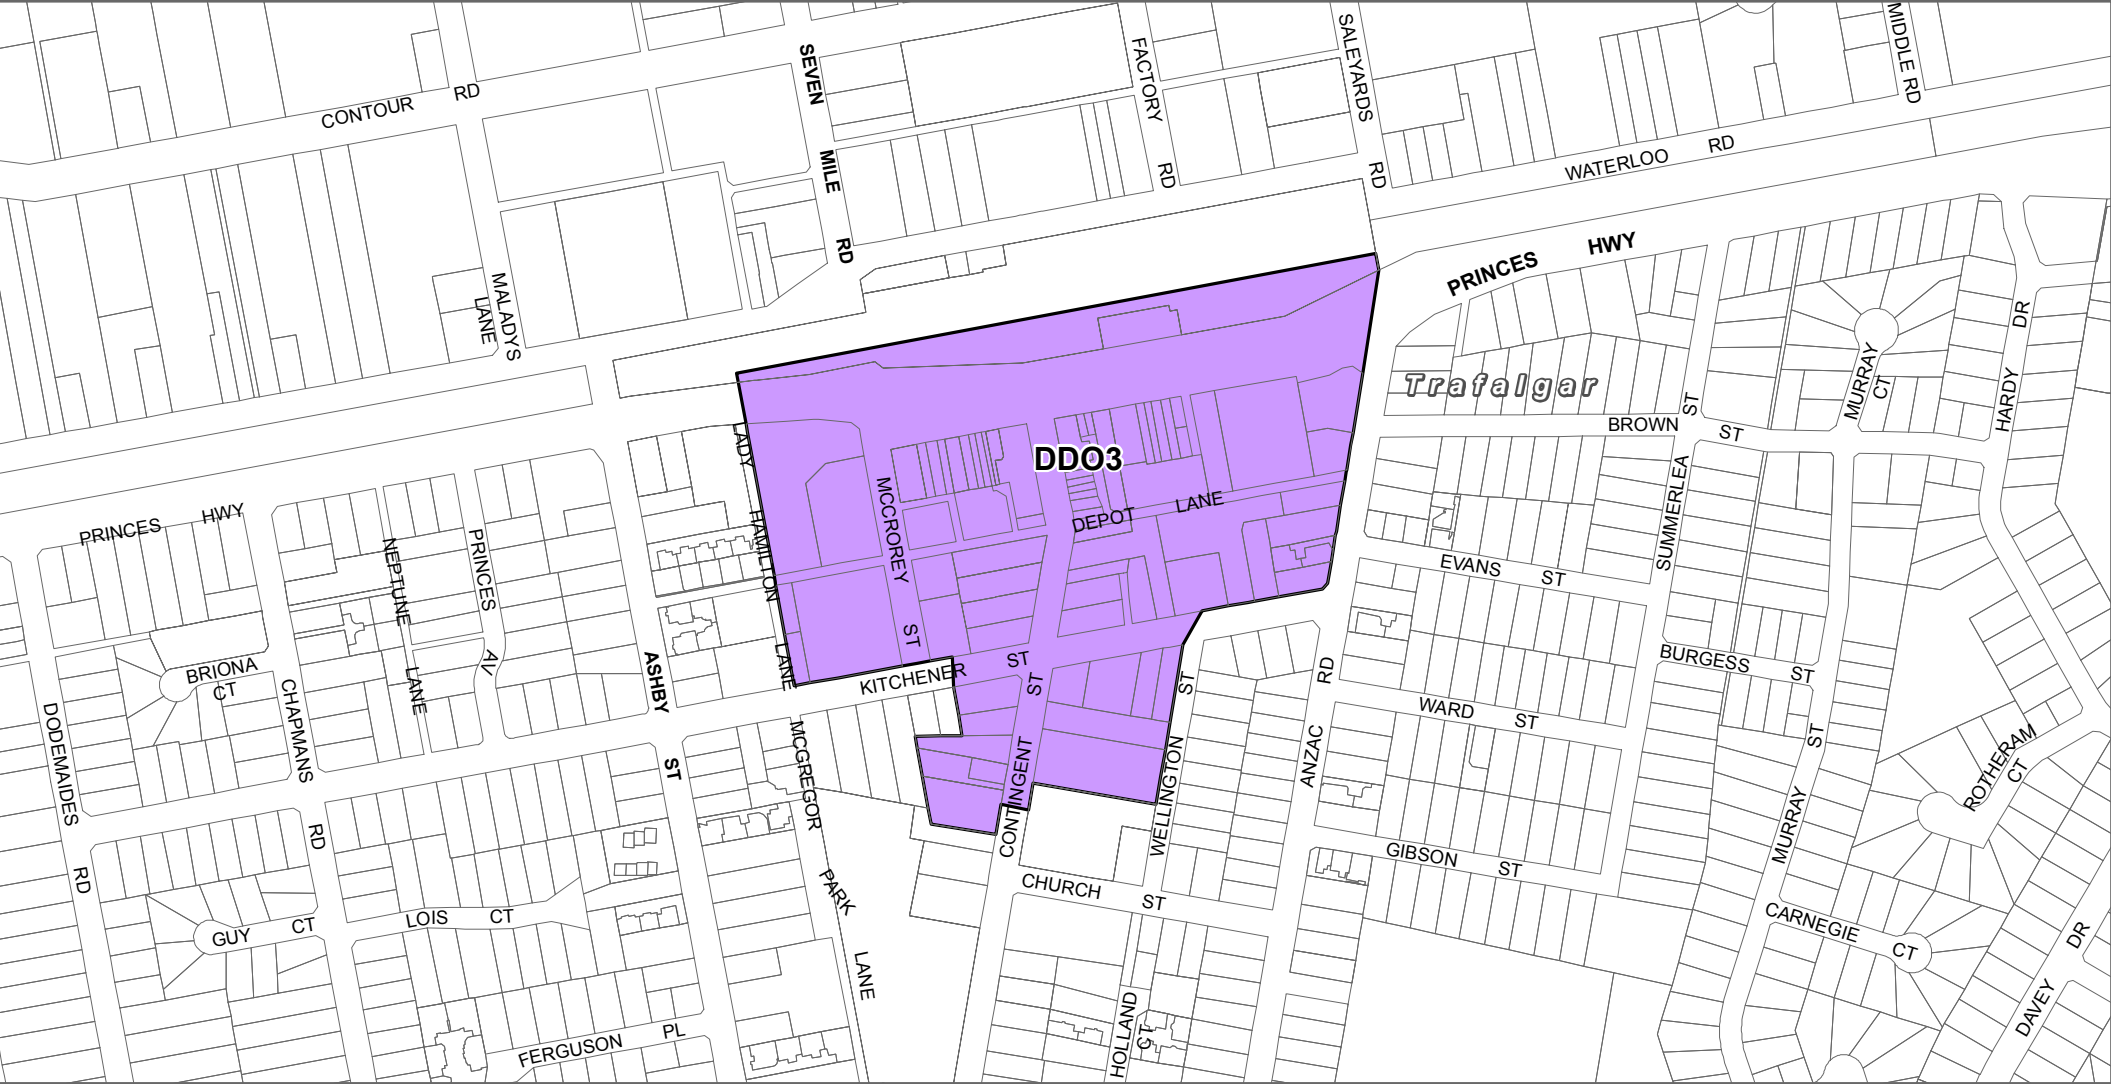 CONTOUR RD
SEVEN MILE RD
FACTORY RD
SALEYARDS RD
MIDDLE RD
WATERLOO RD
PRINCES HWY
MALADYS LANE
Trafalgar
MURRAY CT
HARDY DR
BROWN ST
DDO3
LADY HAMILTON LANE
MCCROREY ST
DEPOT LANE
SUMMERLEA ST
PRINCES HWY
NEPTUNE LANE
PRINCES AV
EVANS ST
BURGESS ST
BRIONA CT
CHAPMANS RD
ASHBY ST
KITCHENER ST
CONTINGENT ST
WELLINGTON ST
ANZAC RD
WARD ST
DODEMAIDES RD
MCGREGOR PARK LANE
MURRAY ST
ROTHERAM CT
GIBSON ST
CHURCH ST
LOIS CT
GUY CT
CARNEGIE CT
DAVEY DR
FERGUSON PL
HOLLAND CT